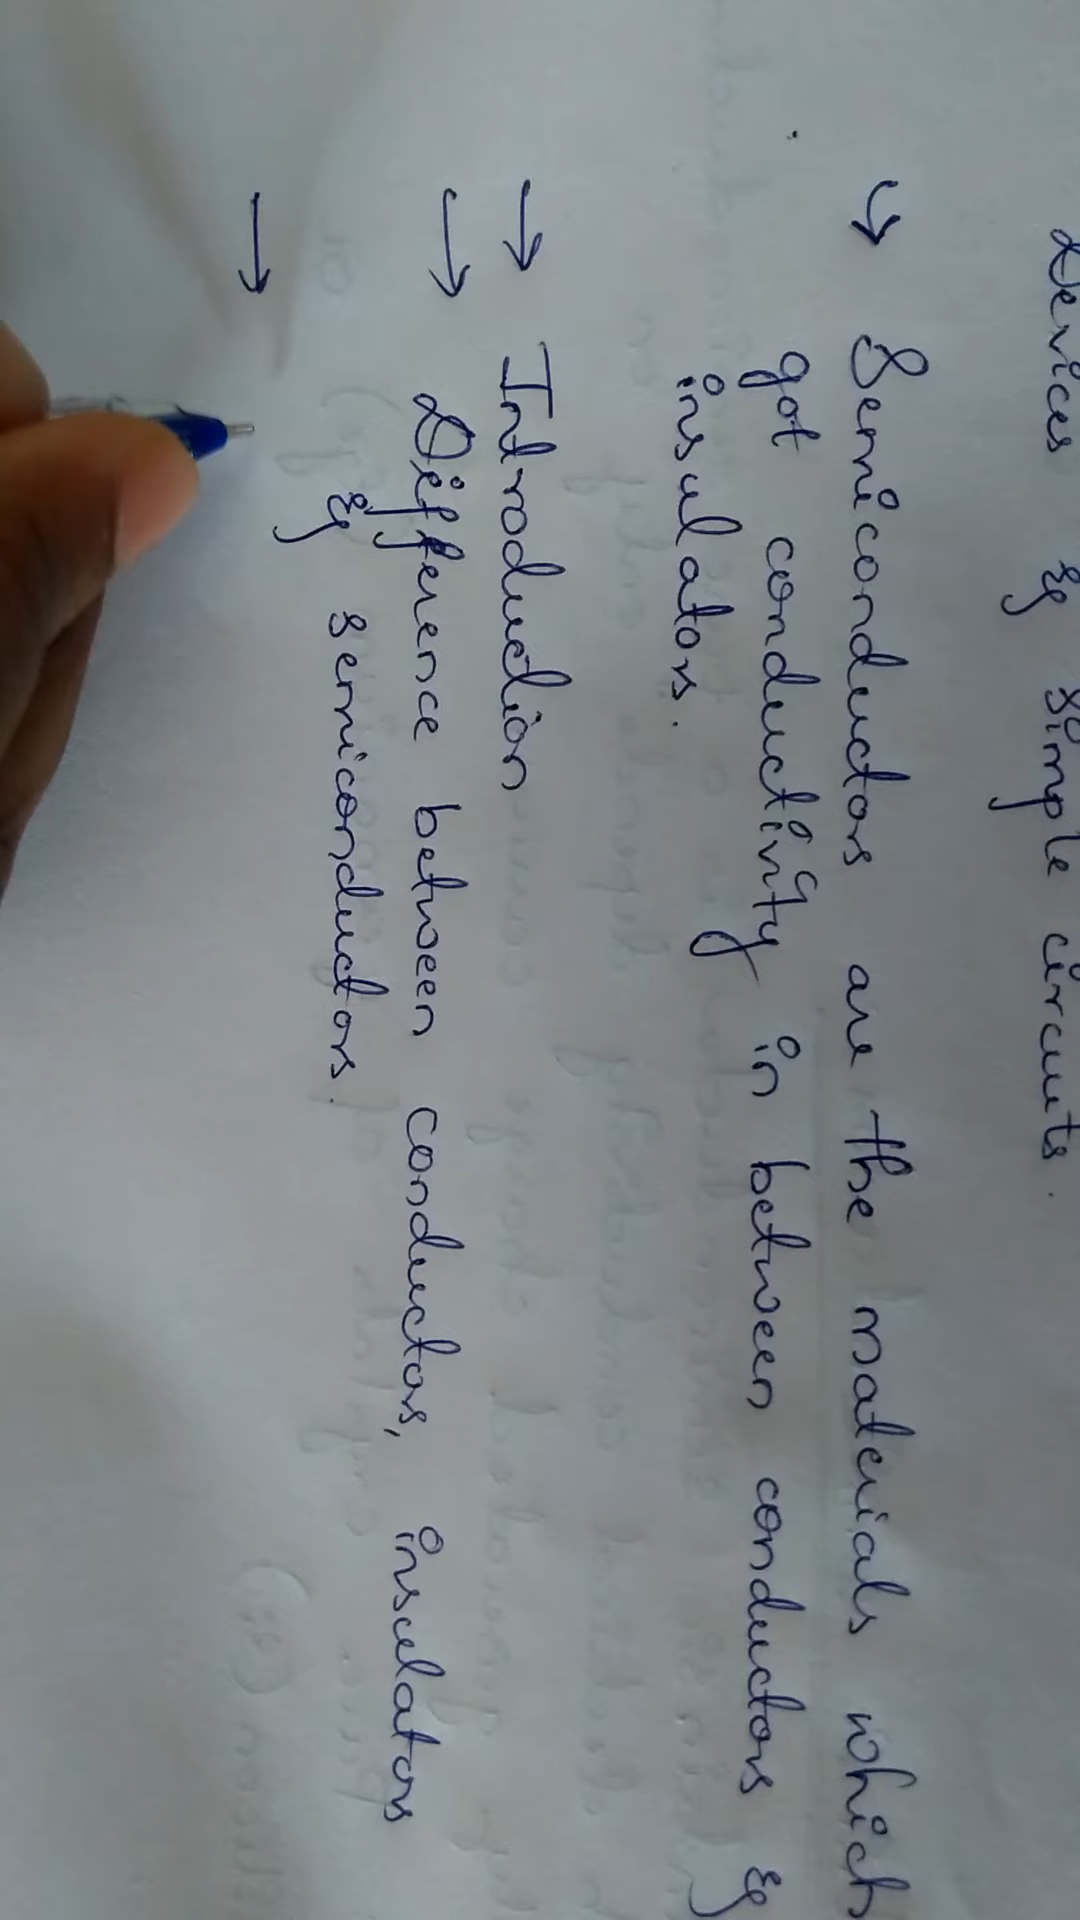 Devices & simple circuits.
↳ Semiconductors are the materials which
got conductivity in between conductors &
insulators.
→ Introduction
→ Difference between conductors, insulators
& semiconductors.
→